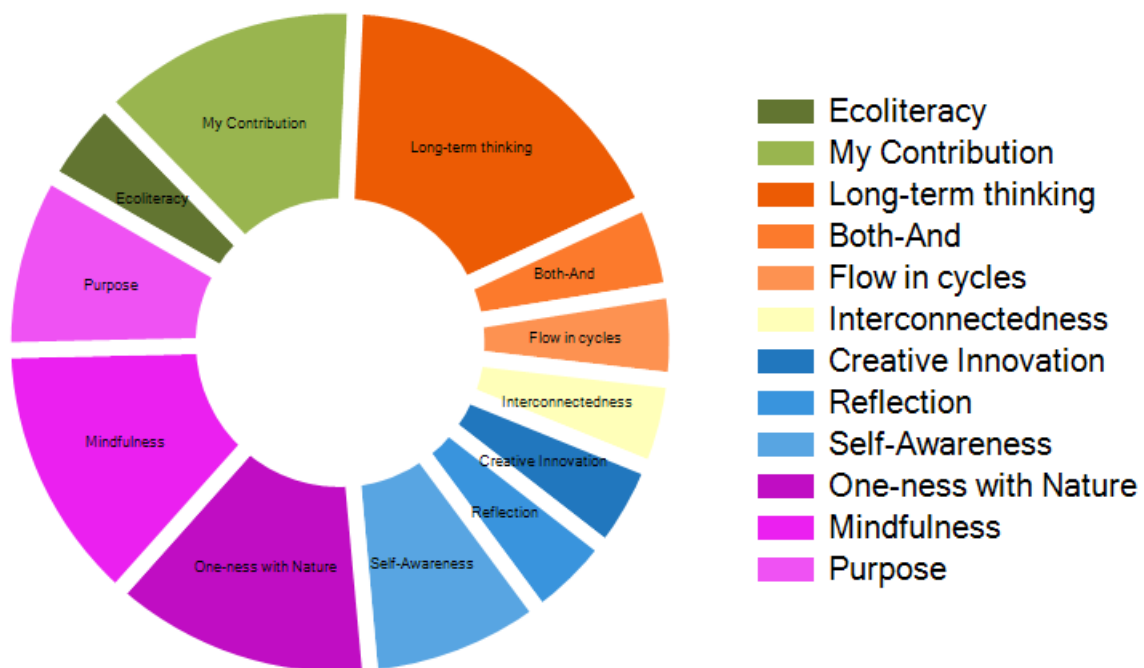 My Contribution
Long-term thinking
Ecoliteracy
Both-And
Purpose
Flow in cycles
Interconnectedness
Mindfulness
Creative Innovation
Reflection
One-ness with Nature
Self-Awareness
Ecoliteracy
My Contribution
Long-term thinking
Both-And
Flow in cycles
Interconnectedness
Creative Innovation
Reflection
Self-Awareness
One-ness with Nature
Mindfulness
Purpose